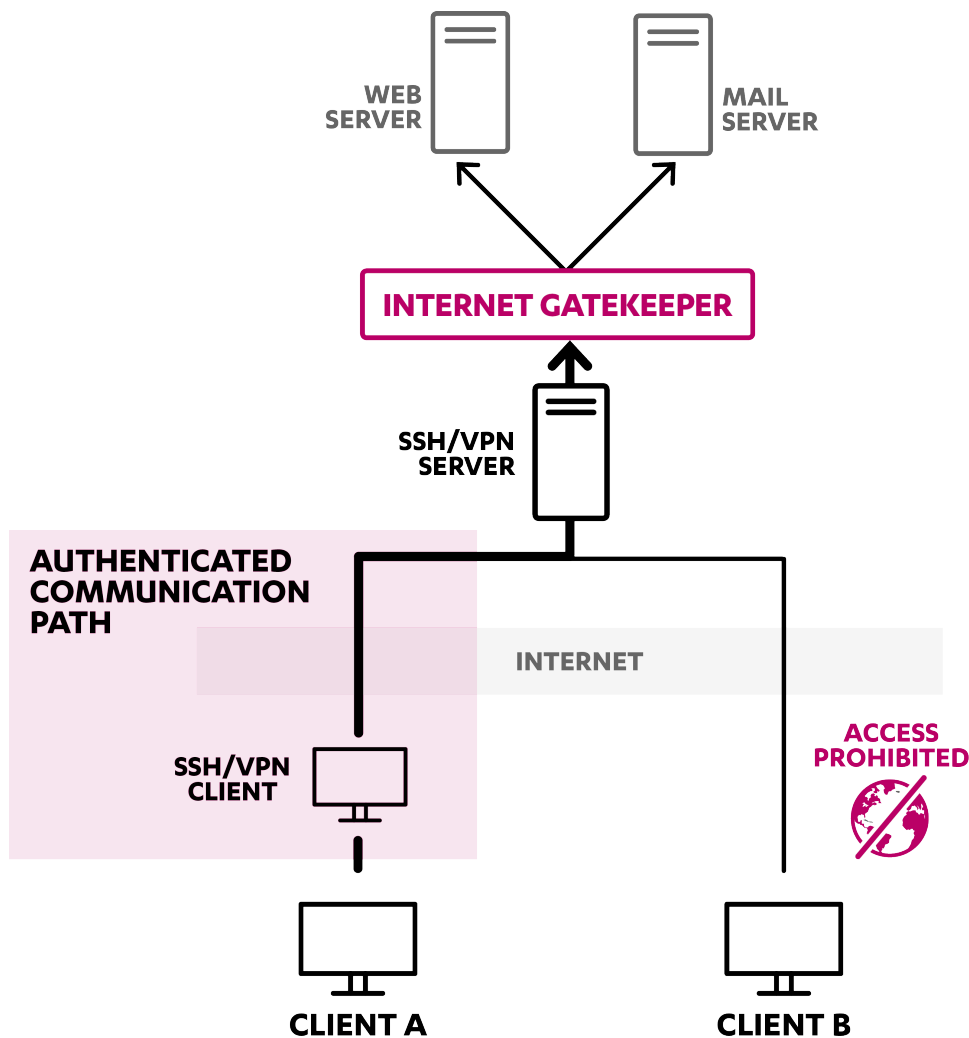 WEB
SERVER
MAIL
SERVER
INTERNET GATEKEEPER
SSH/VPN
SERVER
AUTHENTICATED
COMMUNICATION
PATH
INTERNET
ACCESS
PROHIBITED
SSH/VPN
CLIENT
CLIENT A
CLIENT B